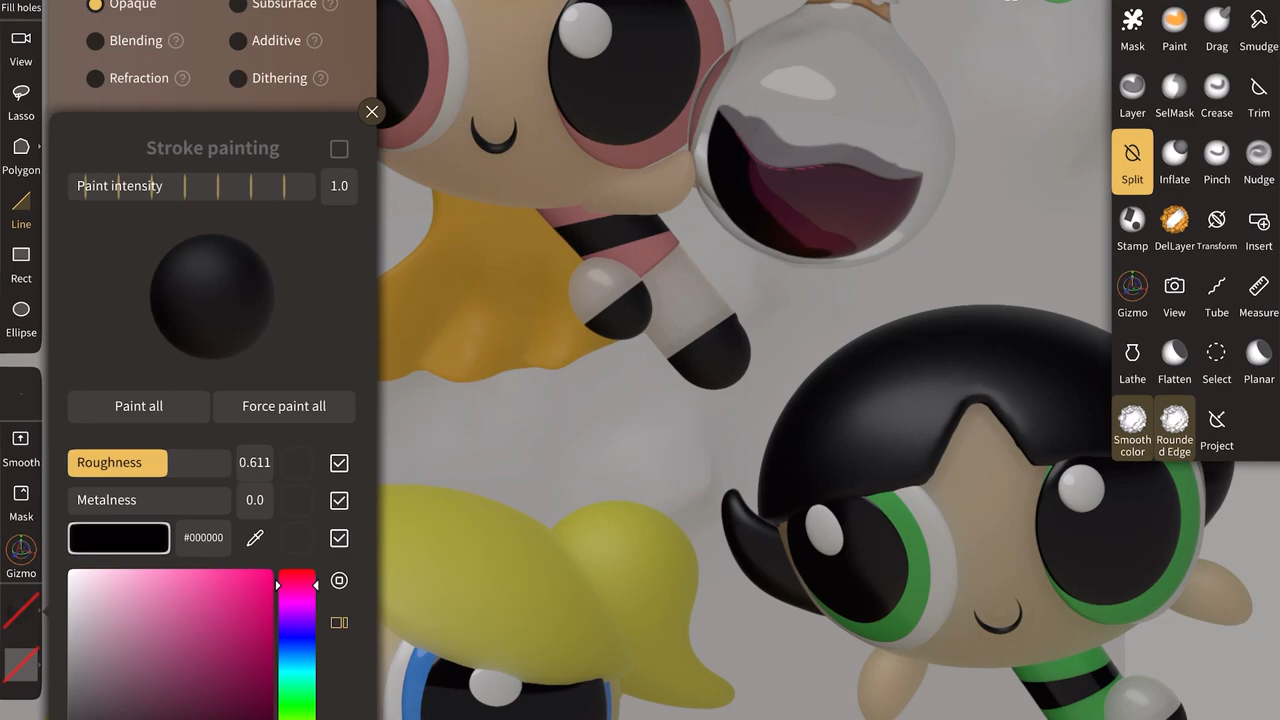 Fill holes
View
Lasso
Polygon
Line
Rect
Ellipse
Smooth
Mask
Gizmo
Opaque
Subsurface ?
Blending ?
Additive ?
Refraction ?
Dithering ?
Stroke painting
Paint intensity
1.0
Paint all
Force paint all
Roughness
0.611
Metalness
0.0
#000000
Mask
Paint
Drag
Smudge
Layer
SelMask
Crease
Trim
Split
Inflate
Pinch
Nudge
Stamp
DelLayer
Transform
Insert
Gizmo
View
Tube
Measure
Lathe
Flatten
Select
Planar
Smooth
color
Rounde
d Edge
Project